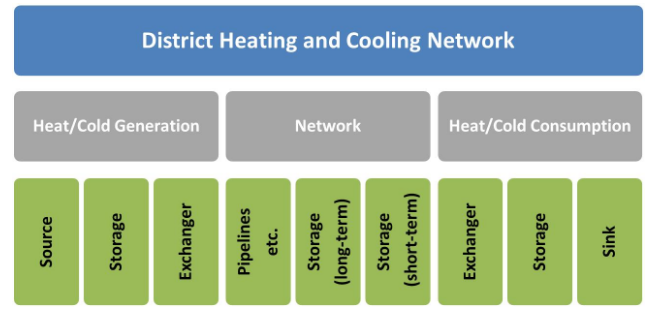 District Heating and Cooling Network
Heat/Cold Generation
Network
Heat/Cold Consumption
Source
Storage
Exchanger
Pipelines
etc.
Storage
(long-term)
Storage
(short-term)
Exchanger
Storage
Sink